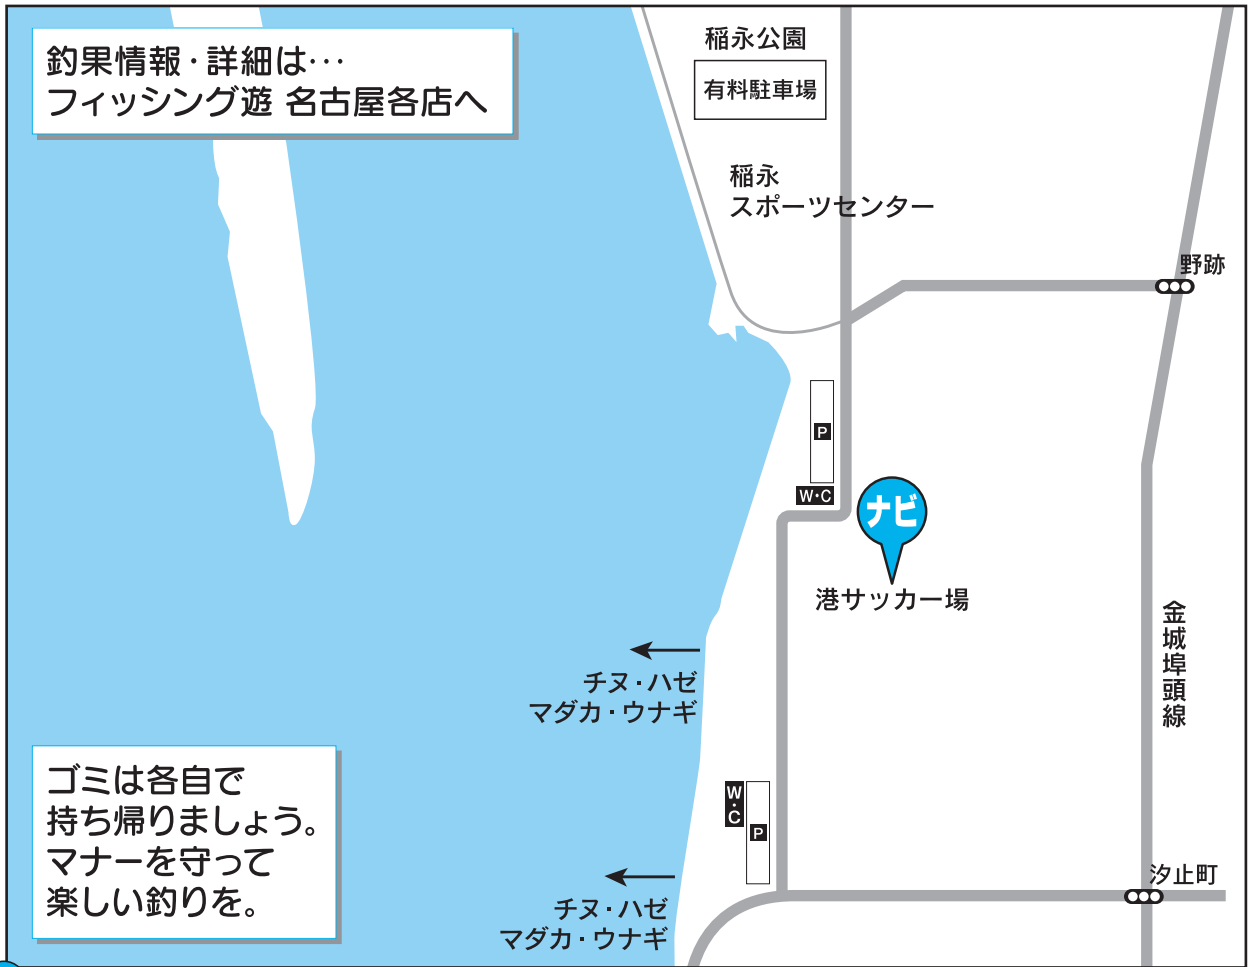 釣果情報・詳細は…
フィッシング遊 名古屋各店へ
稲永公園
有料駐車場
稲永
スポーツセンター
野跡
P
W・C
ナビ
港サッカー場
金城埠頭線
チヌ・ハゼ
マダカ・ウナギ
ゴミは各自で
持ち帰りましょう。
マナーを守って
楽しい釣りを。
W・C
P
汐止町
チヌ・ハゼ
マダカ・ウナギ